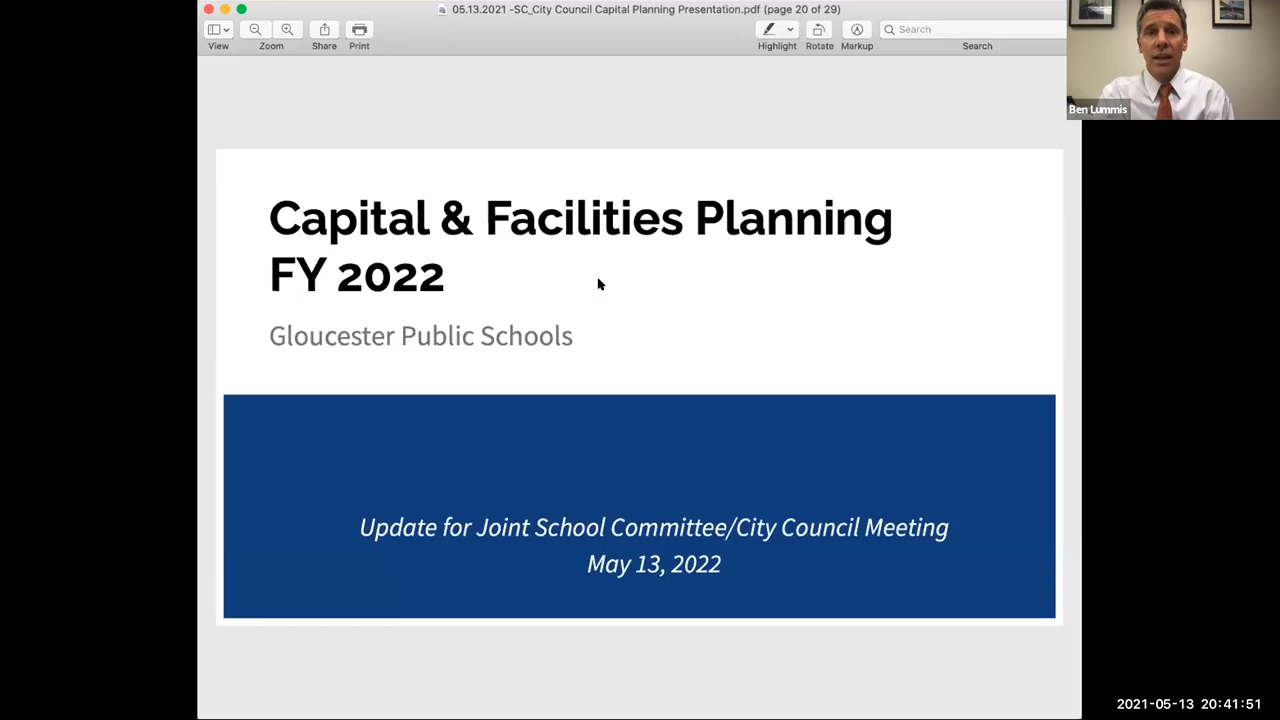 05.13.2021 -SC_City Council Capital Planning Presentation.pdf (page 20 of 29)
View
Zoom
Share
Print
Highlight
Rotate
Markup
Search
Search
Ben Lummis
Capital & Facilities Planning
FY 2022
Gloucester Public Schools
Update for Joint School Committee/City Council Meeting
May 13, 2022
2021-05-13 20:41:51